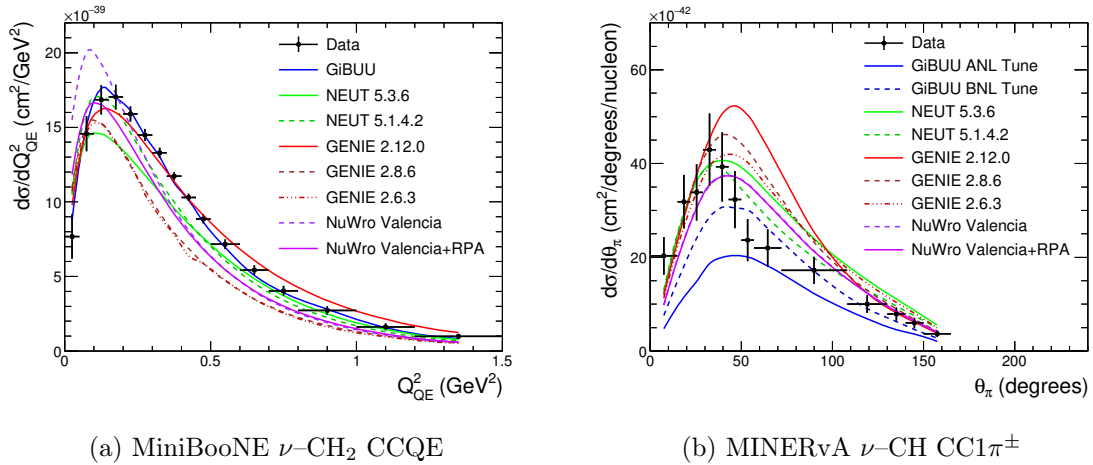 ×10⁻³⁹
dσ/dQ²_QE (cm²/GeV²)
20
15
10
5
0
Data
GiBUU
NEUT 5.3.6
NEUT 5.1.4.2
GENIE 2.12.0
GENIE 2.8.6
GENIE 2.6.3
NuWro Valencia
NuWro Valencia+RPA
0 0.5 1 1.5
Q²_QE (GeV²)
(a) MiniBooNE ν–CH₂ CCQE
×10⁻⁴²
dσ/dθ_π (cm²/degrees/nucleon)
60
40
20
0
Data
GiBUU ANL Tune
GiBUU BNL Tune
NEUT 5.3.6
NEUT 5.1.4.2
GENIE 2.12.0
GENIE 2.8.6
GENIE 2.6.3
NuWro Valencia
NuWro Valencia+RPA
0 50 100 150 200
θ_π (degrees)
(b) MINERvA ν–CH CC1π±